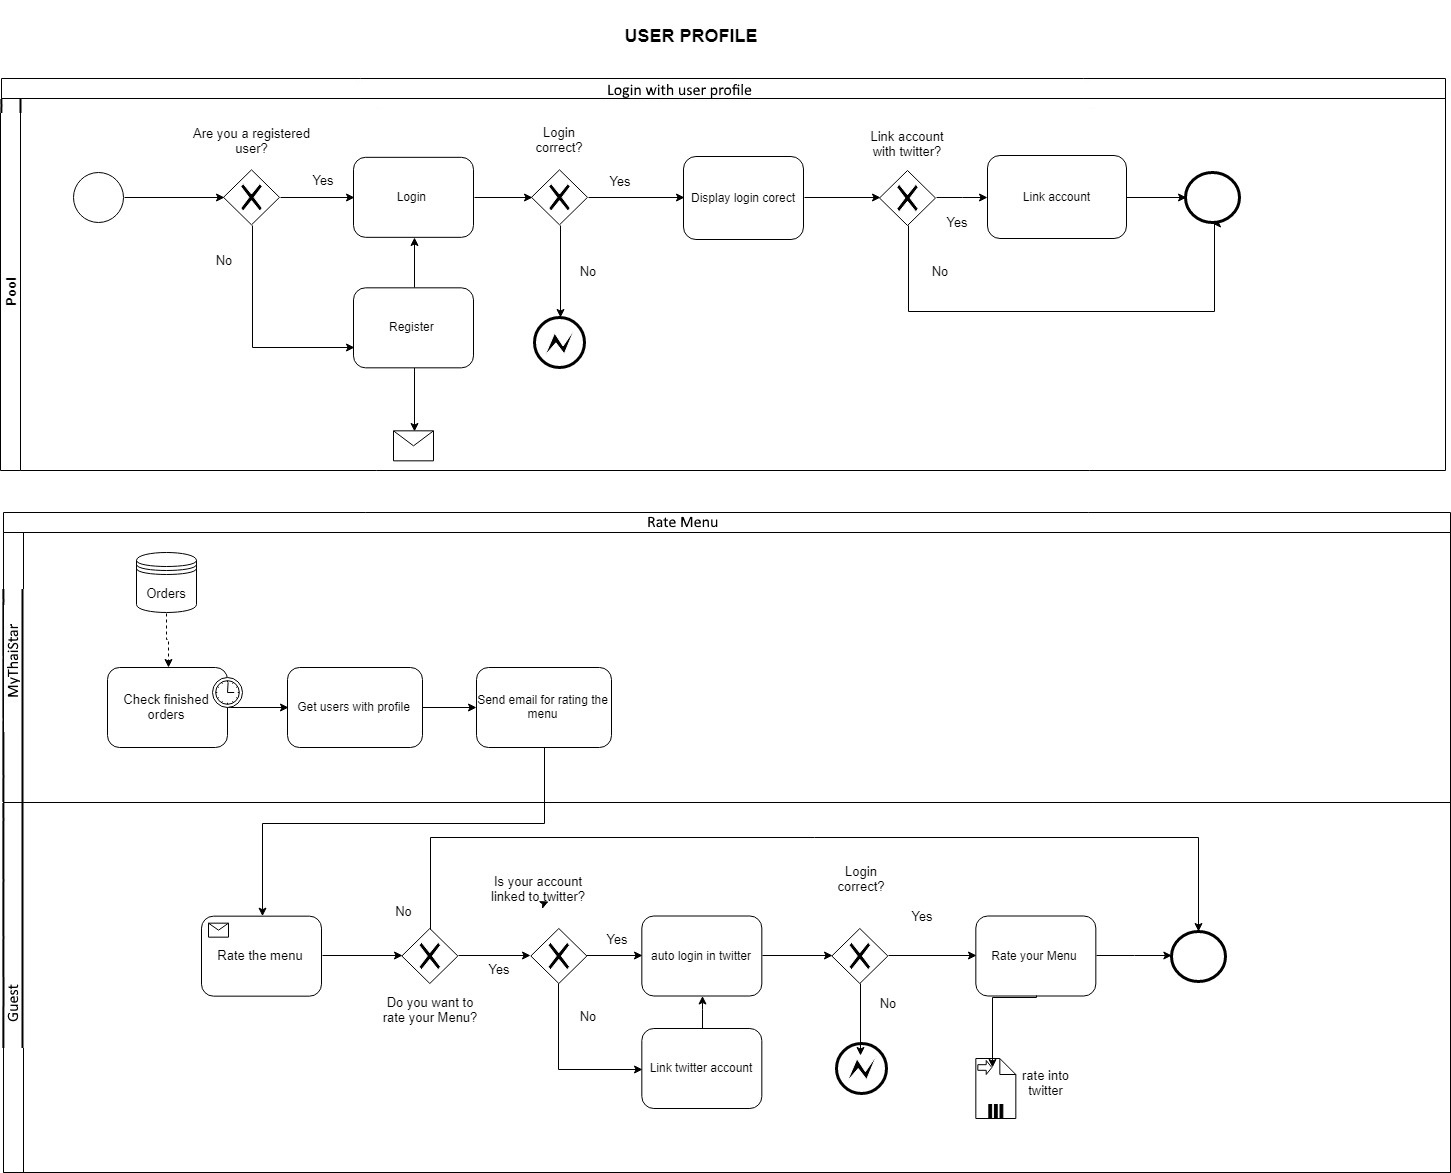 USER PROFILE
Login with user profile
Pool
Are you a registered
user?
Yes
No
Login
Register
Login
correct?
Yes
No
Display login corect
Link account
with twitter?
Yes
No
Link account
Rate Menu
MyThaiStar
Orders
Check finished
orders
Get users with profile
Send email for rating the
menu
Guest
Rate the menu
No
Yes
Do you want to
rate your Menu?
Is your account
linked to twitter?
Yes
No
auto login in twitter
Link twitter account
Login
correct?
Yes
No
Rate your Menu
rate into
twitter